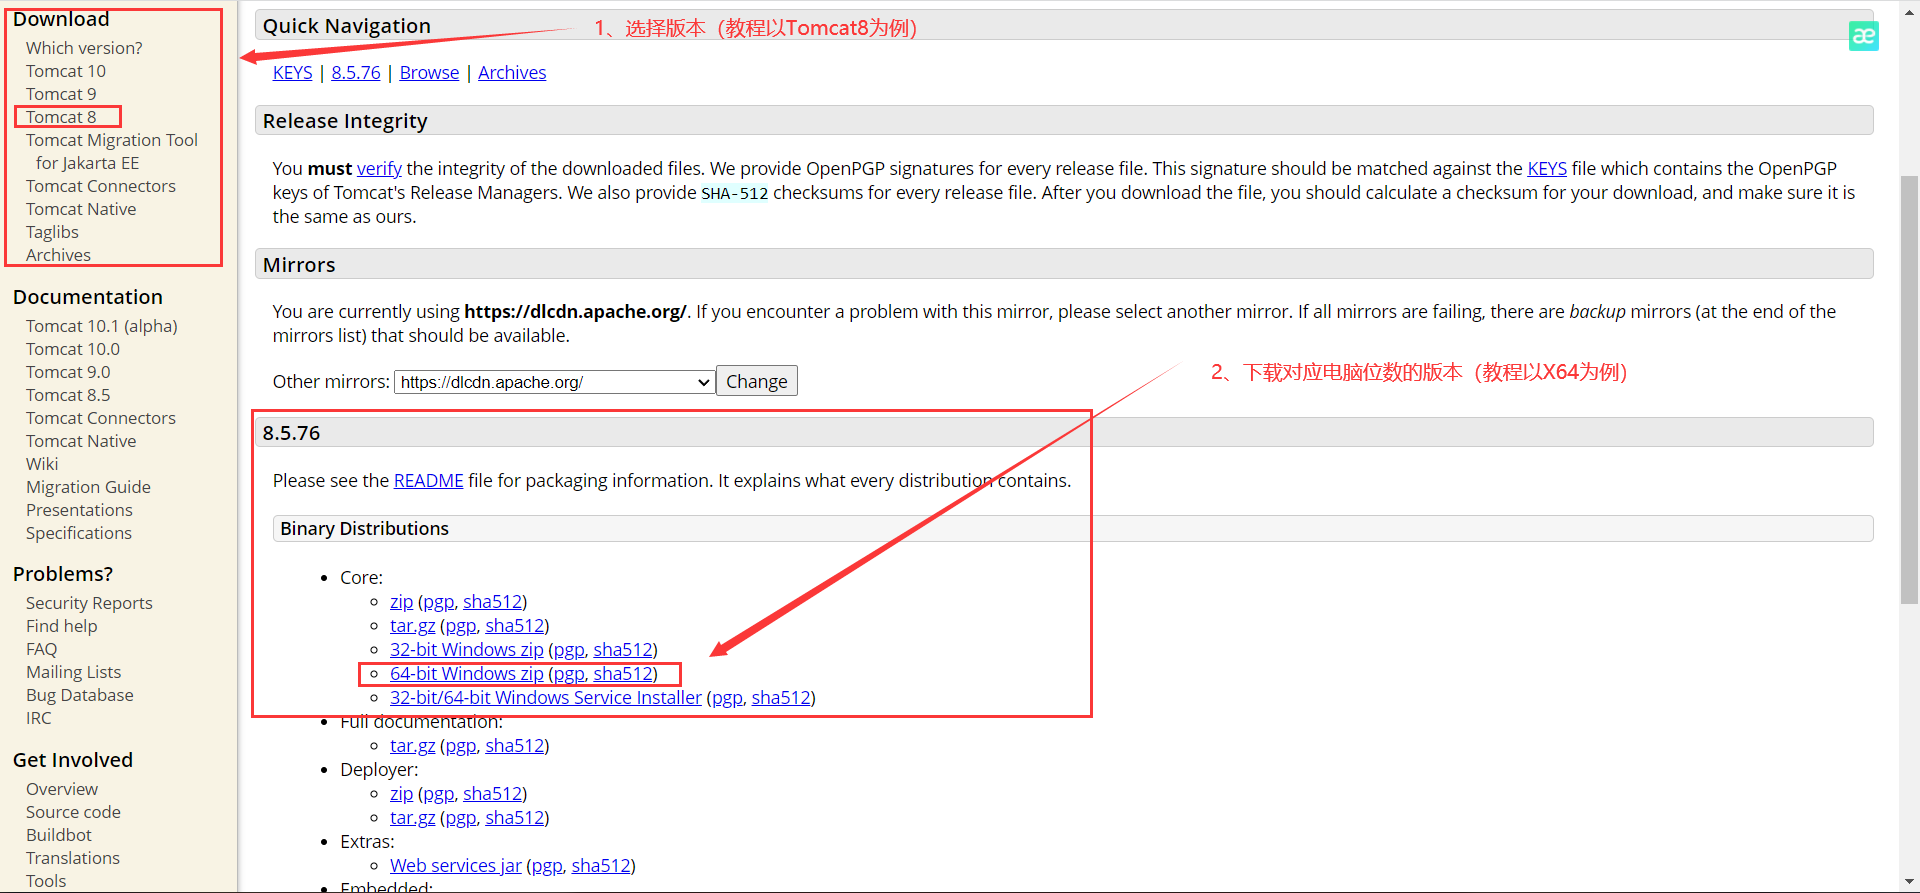 Download
Which version?
Tomcat 10
Tomcat 9
Tomcat 8
Tomcat Migration Tool
for Jakarta EE
Tomcat Connectors
Tomcat Native
Taglibs
Archives
Documentation
Tomcat 10.1 (alpha)
Tomcat 10.0
Tomcat 9.0
Tomcat 8.5
Tomcat Connectors
Tomcat Native
Wiki
Migration Guide
Presentations
Specifications
Problems?
Security Reports
Find help
FAQ
Mailing Lists
Bug Database
IRC
Get Involved
Overview
Source code
Buildbot
Translations
Tools
Quick Navigation
1、选择版本（教程以Tomcat8为例）
æ
KEYS | 8.5.76 | Browse | Archives
Release Integrity
You must verify the integrity of the downloaded files. We provide OpenPGP signatures for every release file. This signature should be matched against the KEYS file which contains the OpenPGP
keys of Tomcat's Release Managers. We also provide SHA-512 checksums for every release file. After you download the file, you should calculate a checksum for your download, and make sure it is
the same as ours.
Mirrors
You are currently using https://dlcdn.apache.org/. If you encounter a problem with this mirror, please select another mirror. If all mirrors are failing, there are backup mirrors (at the end of the
mirrors list) that should be available.
Other mirrors: https://dlcdn.apache.org/ Change
2、下载对应电脑位数的版本（教程以X64为例）
8.5.76
Please see the README file for packaging information. It explains what every distribution contains.
Binary Distributions
Core:
zip (pgp, sha512)
tar.gz (pgp, sha512)
32-bit Windows zip (pgp, sha512)
64-bit Windows zip (pgp, sha512)
32-bit/64-bit Windows Service Installer (pgp, sha512)
Full documentation:
tar.gz (pgp, sha512)
Deployer:
zip (pgp, sha512)
tar.gz (pgp, sha512)
Extras:
Web services jar (pgp, sha512)
Embedded: